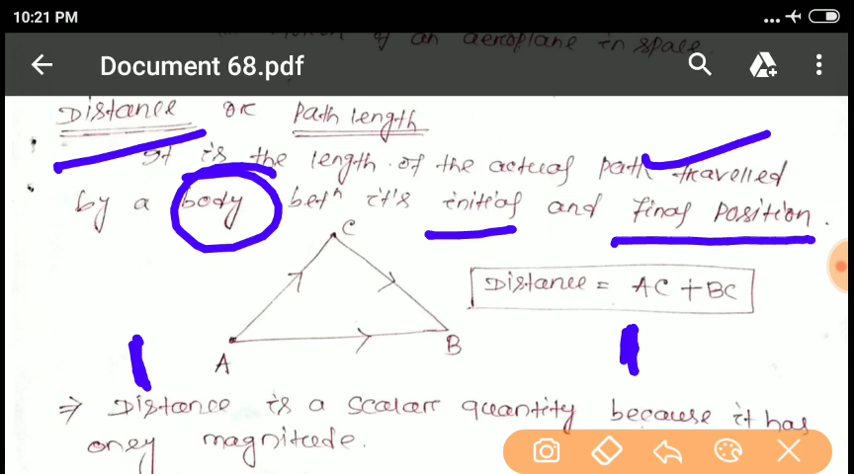 10:21 PM
of an aeroplane in space
Document 68.pdf
Distance or Path length
It is the length of the actual path travelled
by a body betn it's initial and final position.
C
Distance = AC + BC
A
B
⇒ Distance is a scalar quantity because it has
only magnitude.